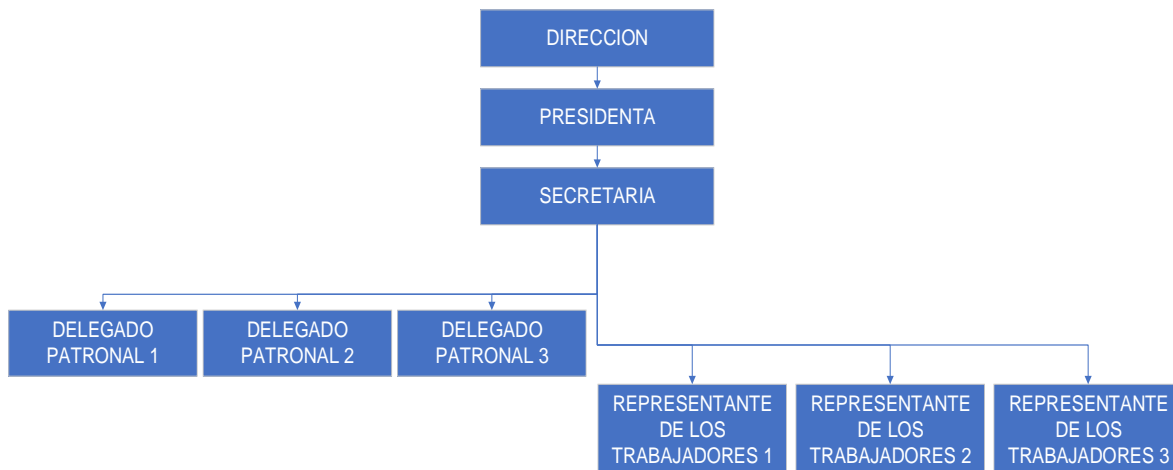 DIRECCION
PRESIDENTA
SECRETARIA
DELEGADO
PATRONAL 1
DELEGADO
PATRONAL 2
DELEGADO
PATRONAL 3
REPRESENTANTE
DE LOS
TRABAJADORES 1
REPRESENTANTE
DE LOS
TRABAJADORES 2
REPRESENTANTE
DE LOS
TRABAJADORES 3